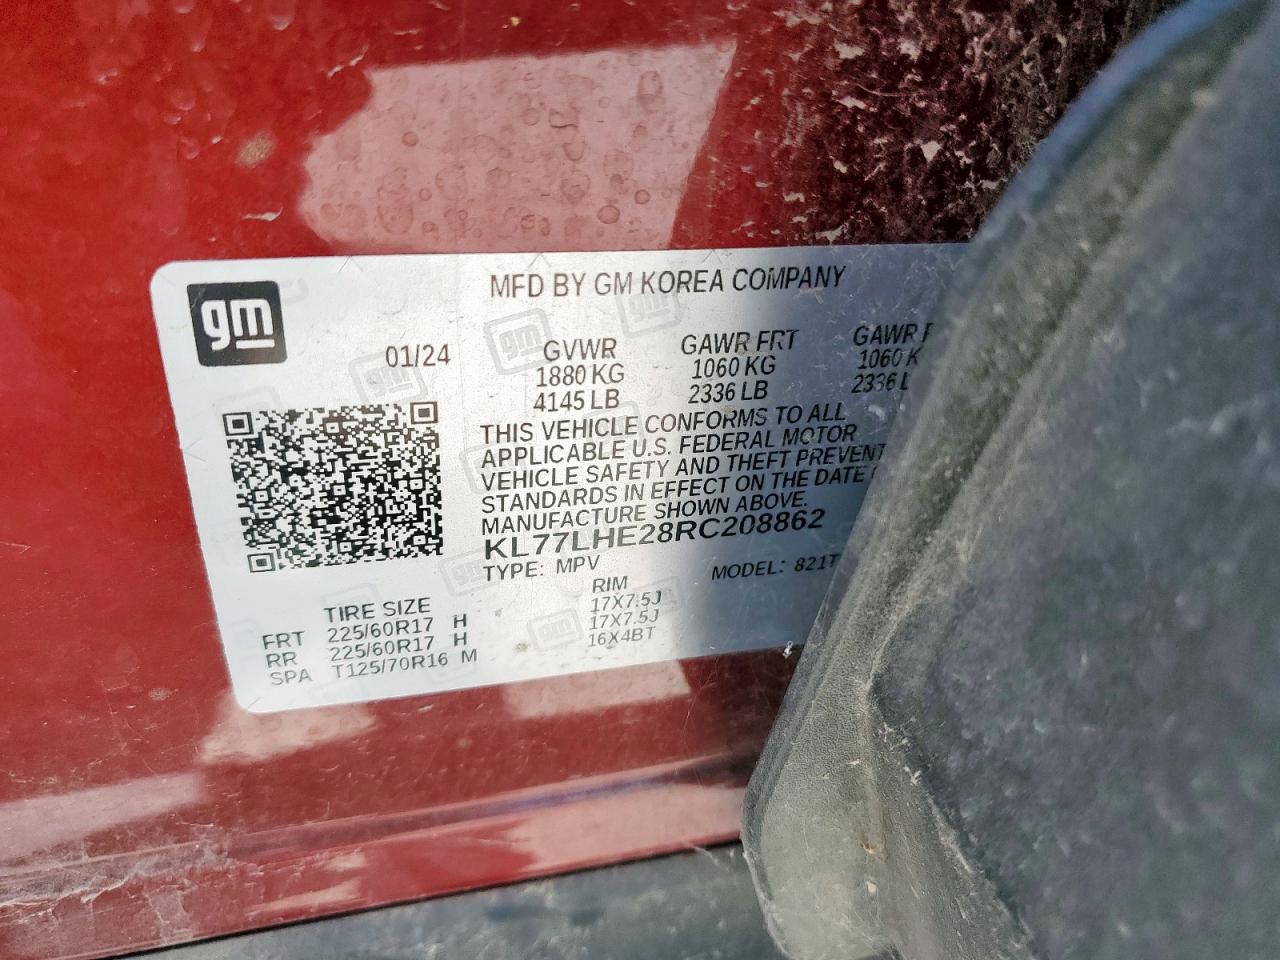 gm
MFD BY GM KOREA COMPANY
01/24
GVWR GAWR FRT GAWR
1880 KG 1060 KG 1060 K
4145 LB 2336 LB 2336 L
THIS VEHICLE CONFORMS TO ALL
APPLICABLE U.S. FEDERAL MOTOR
VEHICLE SAFETY AND THEFT PREVENT
STANDARDS IN EFFECT ON THE DATE
MANUFACTURE SHOWN ABOVE.
KL77LHE28RC208862
TYPE: MPV MODEL: 821T
TIRE SIZE RIM
FRT 225/60R17 H 17X7.5J
RR 225/60R17 H 17X7.5J
SPA T125/70R16 M 16X4BT